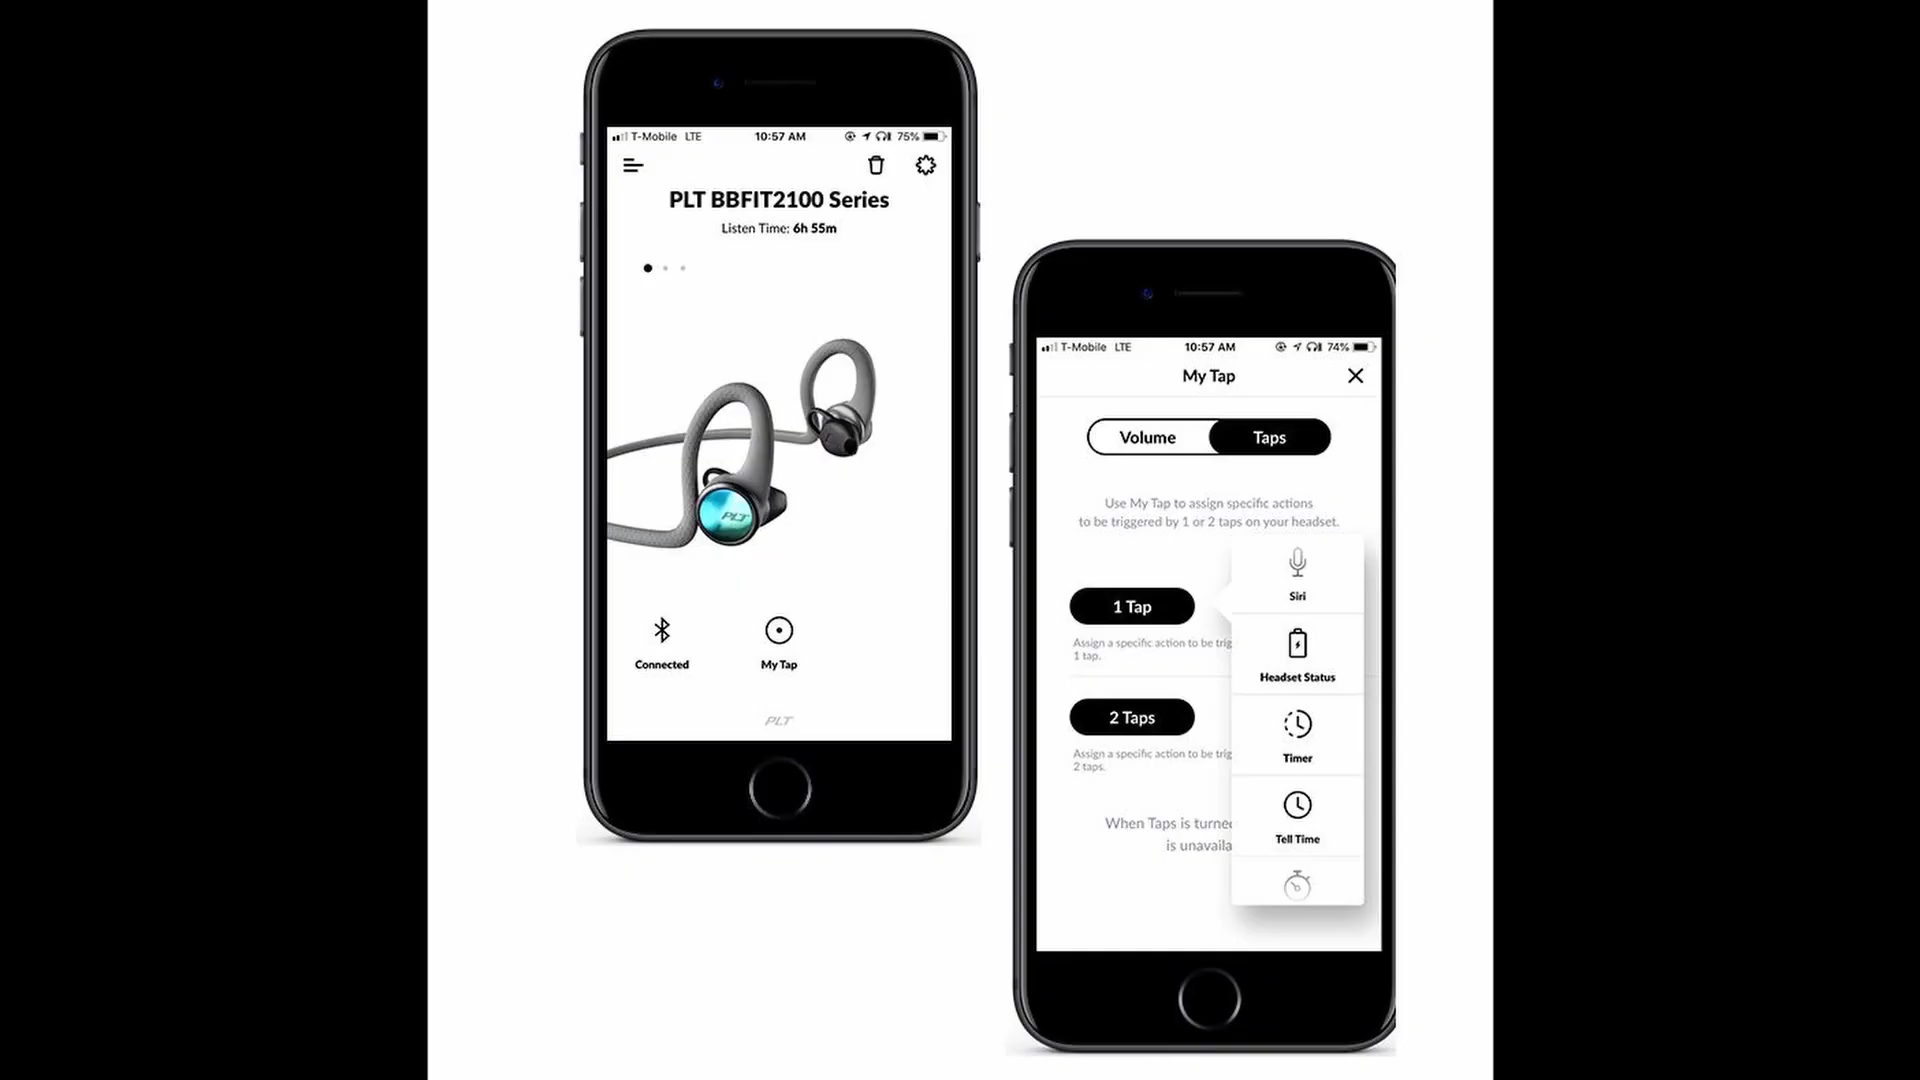 T-Mobile LTE 10:57 AM 75%
PLT BBFIT2100 Series
Listen Time: 6h 55m
PLT
Connected
My Tap
PLT
T-Mobile LTE 10:57 AM 74%
My Tap
Volume
Taps
Use My Tap to assign specific actions
to be triggered by 1 or 2 taps on your headset.
1 Tap
Assign a specific action to be trig
1 tap.
2 Taps
Assign a specific action to be trig
2 taps.
When Taps is turned
is unavaila
Siri
Headset Status
Timer
Tell Time